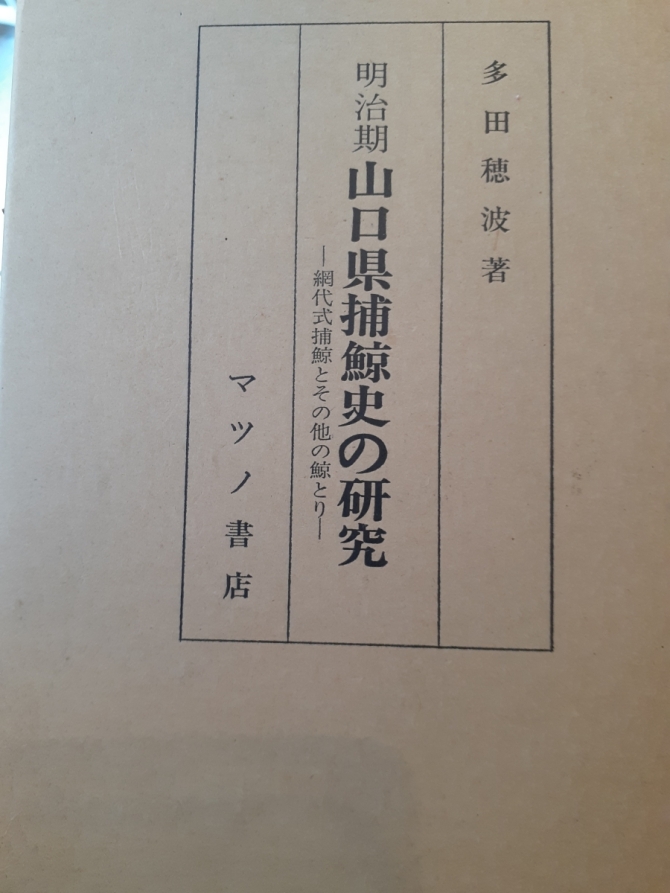 多田穂波著
明治期山口県捕鯨史の研究
―網代式捕鯨とその他の鯨とり―
マツノ書店